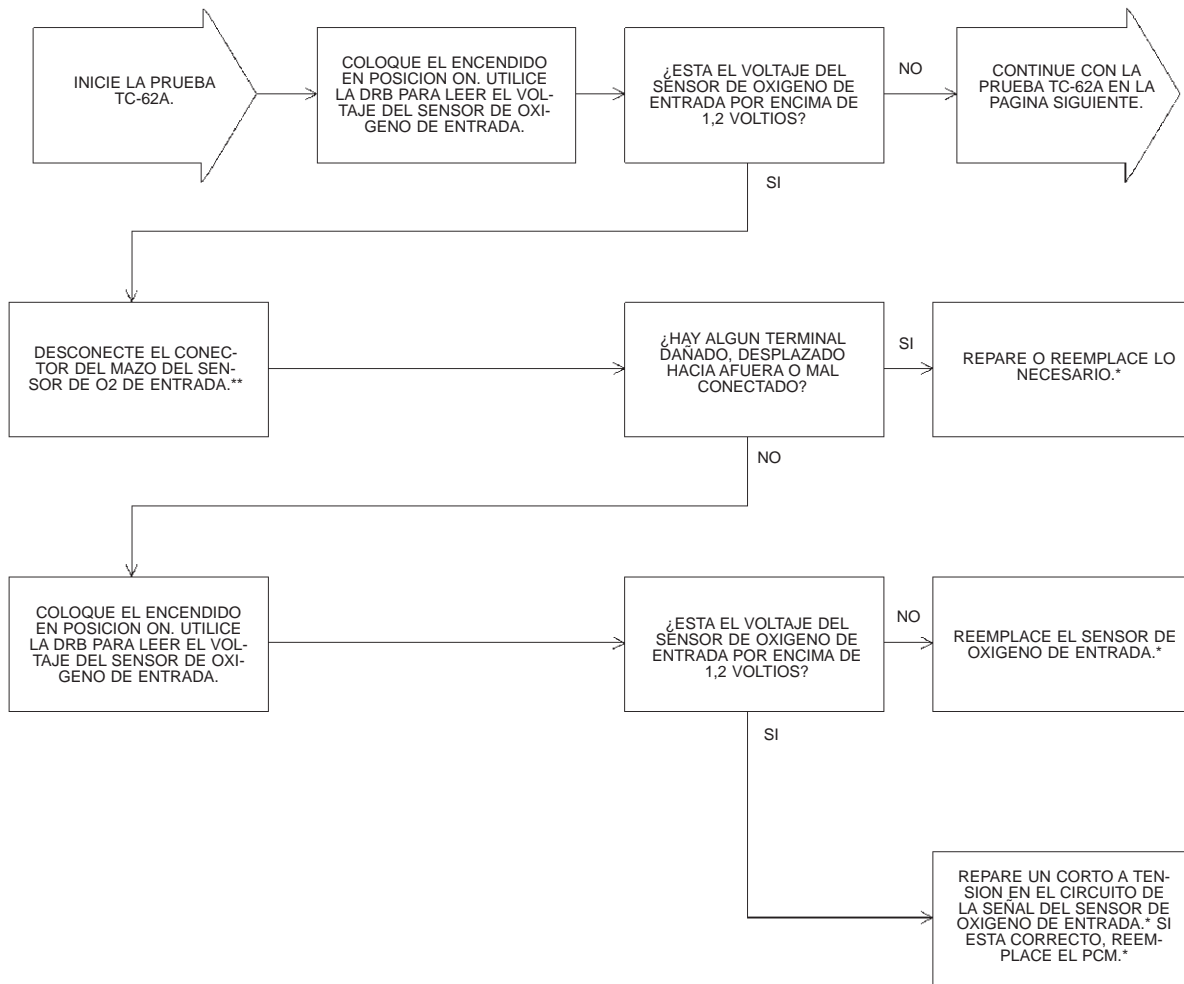 INICIE LA PRUEBA
TC-62A.
COLOQUE EL ENCENDIDO
EN POSICION ON. UTILICE
LA DRB PARA LEER EL VOL-
TAJE DEL SENSOR DE OXI-
GENO DE ENTRADA.
¿ESTA EL VOLTAJE DEL
SENSOR DE OXIGENO DE
ENTRADA POR ENCIMA DE
1,2 VOLTIOS?
NO
CONTINUE CON LA
PRUEBA TC-62A EN LA
PAGINA SIGUIENTE.
SI
DESCONECTE EL CONEC-
TOR DEL MAZO DEL SEN-
SOR DE O2 DE ENTRADA.**
¿HAY ALGUN TERMINAL
DAÑADO, DESPLAZADO
HACIA AFUERA O MAL
CONECTADO?
SI
REPARE O REEMPLACE LO
NECESARIO.*
NO
COLOQUE EL ENCENDIDO
EN POSICION ON. UTILICE
LA DRB PARA LEER EL VOL-
TAJE DEL SENSOR DE OXI-
GENO DE ENTRADA.
¿ESTA EL VOLTAJE DEL
SENSOR DE OXIGENO DE
ENTRADA POR ENCIMA DE
1,2 VOLTIOS?
NO
REEMPLACE EL SENSOR DE
OXIGENO DE ENTRADA.*
SI
REPARE UN CORTO A TEN-
SION EN EL CIRCUITO DE
LA SEÑAL DEL SENSOR DE
OXIGENO DE ENTRADA.* SI
ESTA CORRECTO, REEM-
PLACE EL PCM.*